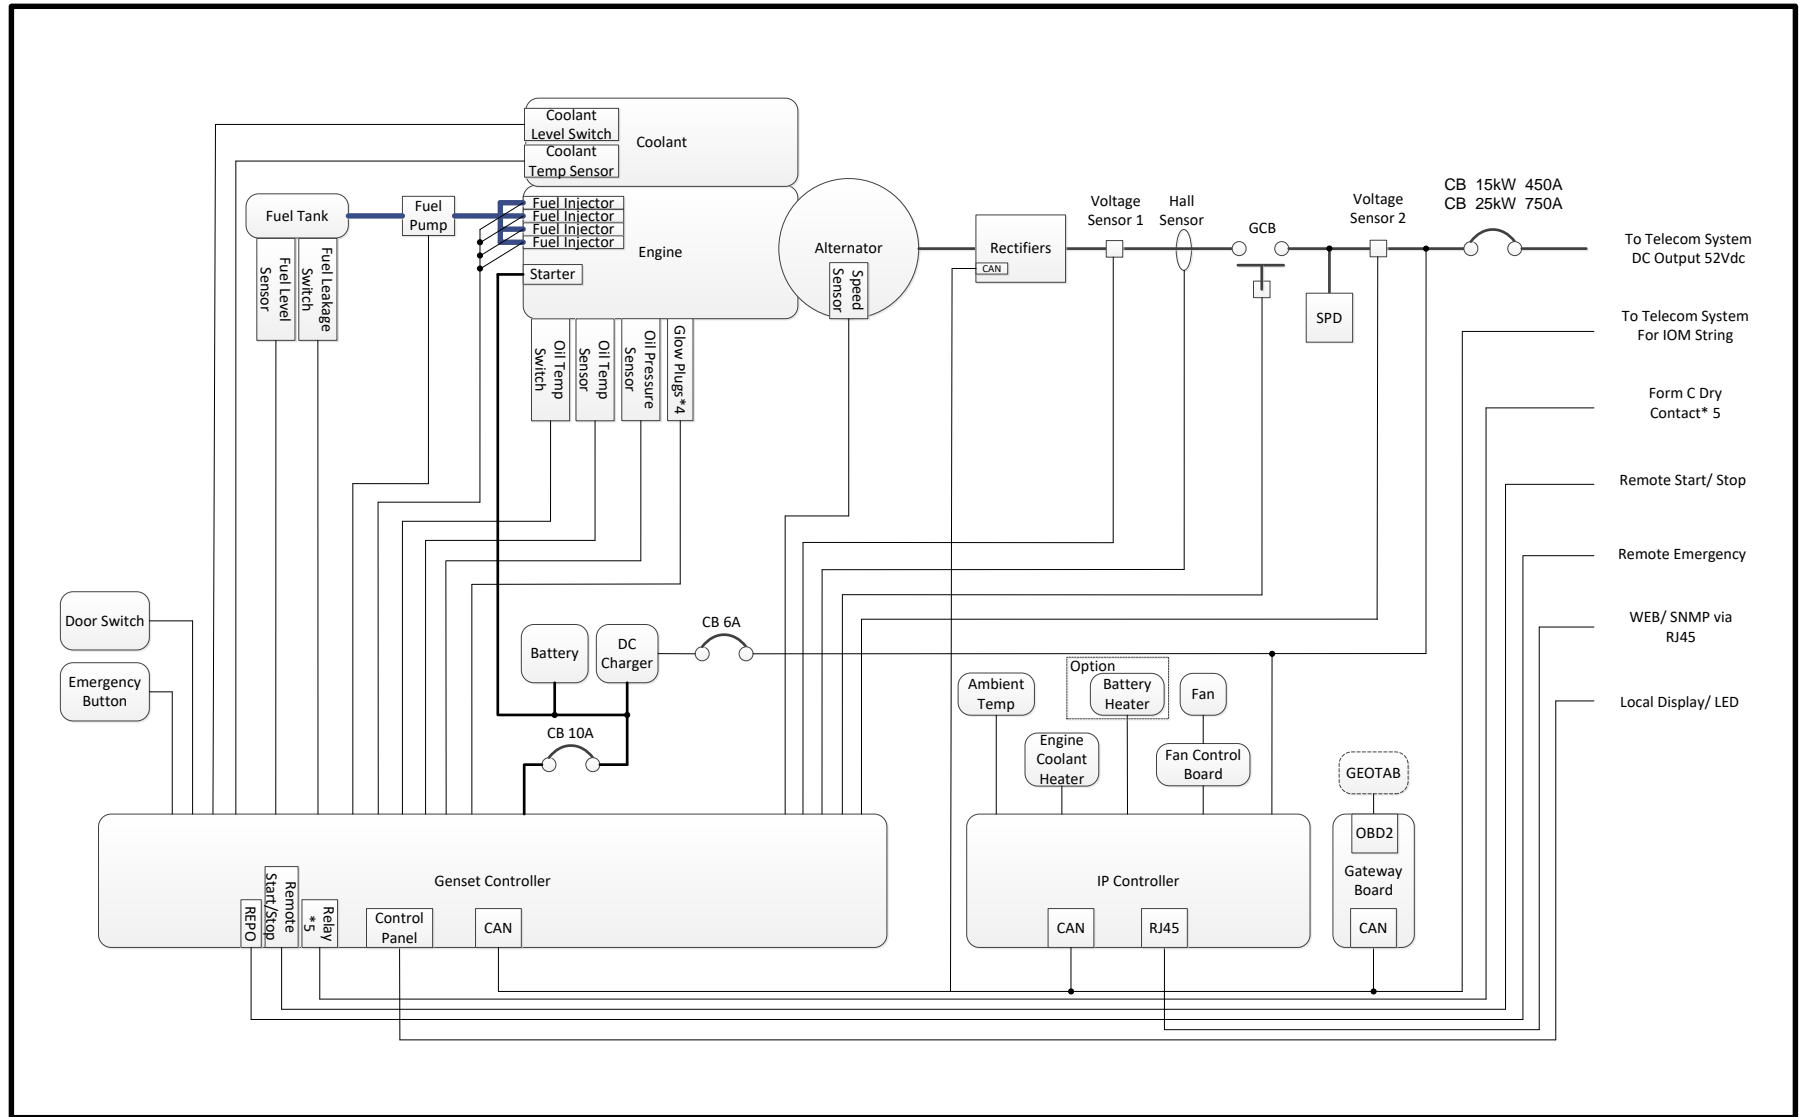 Coolant
Level Switch
Coolant
Temp Sensor
Coolant
Fuel Tank
Fuel
Pump
Fuel Injector
Fuel Injector
Fuel Injector
Fuel Injector
Engine
Starter
Fuel Level
Sensor
Fuel Leakage
Switch
Oil Temp
Switch
Oil Temp
Sensor
Oil Pressure
Sensor
Glow Plugs*4
Alternator
Speed
Sensor
Rectifiers
CAN
Voltage
Sensor 1
Hall
Sensor
GCB
SPD
Voltage
Sensor 2
CB 15kW 450A
CB 25kW 750A
To Telecom System
DC Output 52Vdc
To Telecom System
For IOM String
Form C Dry
Contact* 5
Remote Start/ Stop
Remote Emergency
WEB/ SNMP via
RJ45
Local Display/ LED
Door Switch
Emergency
Button
Battery
DC
Charger
CB 6A
CB 10A
Ambient
Temp
Option
Battery
Heater
Fan
Engine
Coolant
Heater
Fan Control
Board
GEOTAB
OBD2
Gateway
Board
CAN
Genset Controller
REPO
Remote
Start/Stop
Relay
*5
Control
Panel
CAN
IP Controller
CAN
RJ45